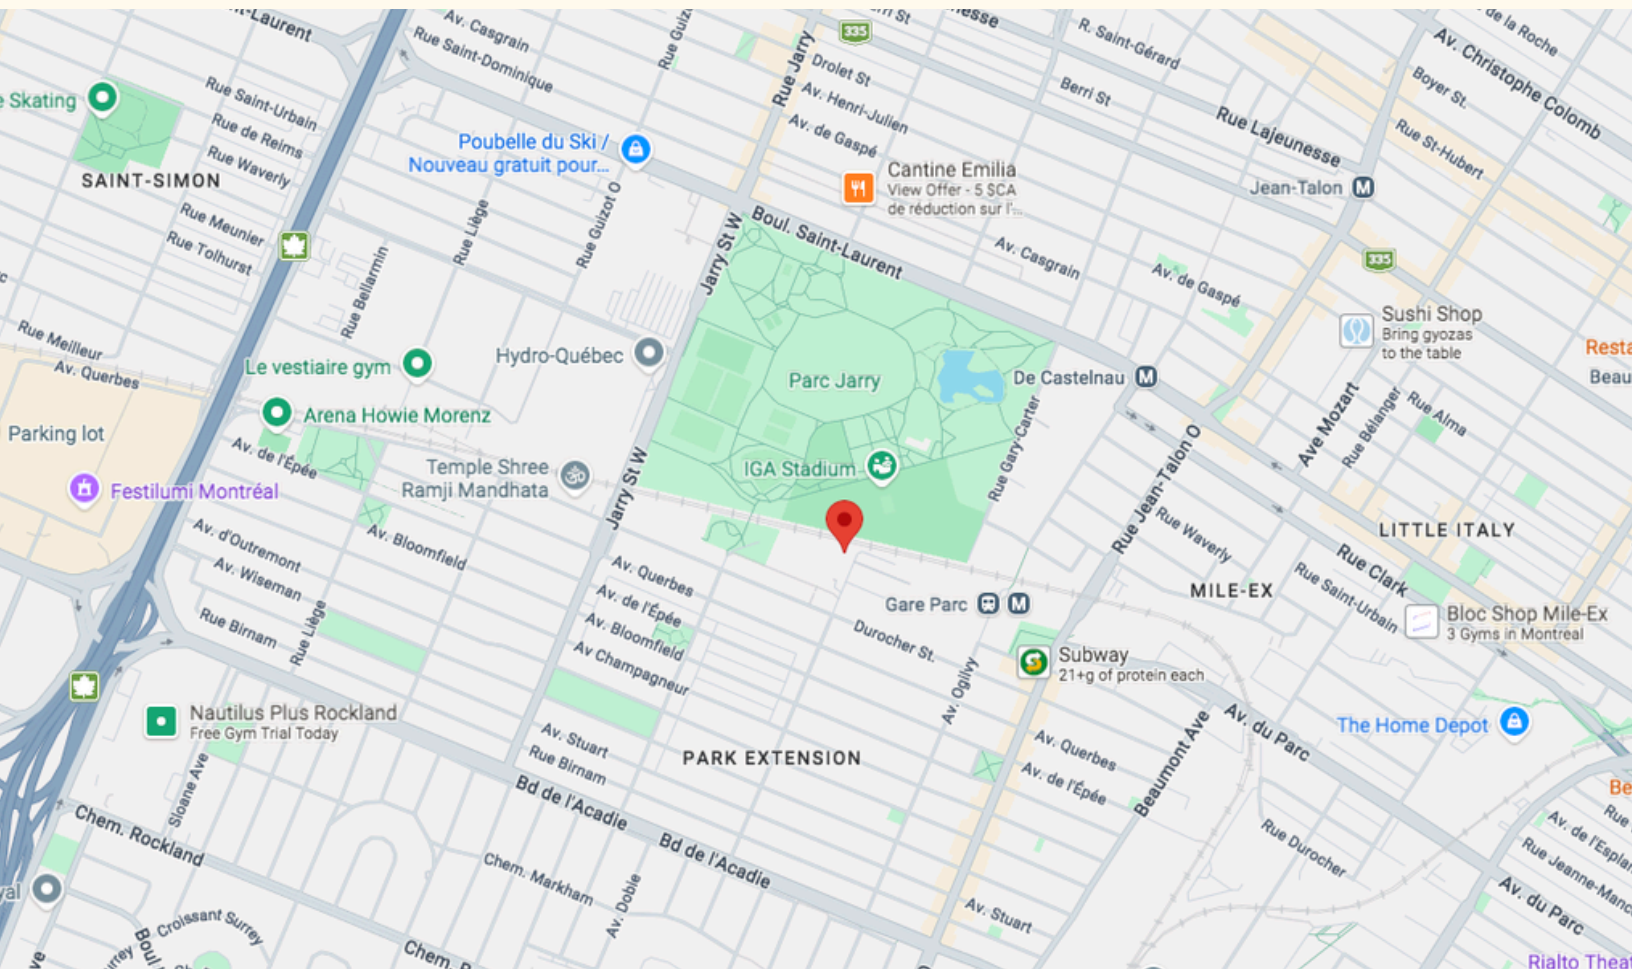 Av. Casgrain
Rue Saint-Dominique
335
Drolet St
Av. Henri-Julien
Av. de Gaspé
Rue Jarry
R. Saint-Gérard
Berri St
Rue Lajeunesse
Av. Christophe Colomb
de la Roche
Boyer St.
Rue St-Hubert
Jean-Talon
Skating
Rue Saint-Urbain
Rue de Reims
Rue Waverly
SAINT-SIMON
Rue Meunier
Rue Tolhurst
Poubelle du Ski /
Nouveau gratuit pour...
Rue Liège
Rue Guizot O
Rue Bellarmin
Cantine Emilia
View Offer - 5 $CA
de réduction sur l'...
Jarry St W
Boul. Saint-Laurent
Av. Casgrain
Av. de Gaspé
335
Sushi Shop
Bring gyozas
to the table
Rue Meilleur
Av. Querbes
Le vestiaire gym
Hydro-Québec
Parc Jarry
De Castelnau
Rue Gary-Carter
Ave Mozart
Rue Bélanger
Rue Alma
Arena Howie Morenz
Parking lot
Av. de l'Épée
Festilumi Montréal
Temple Shree
Ramji Mandhata
Jarry St W
IGA Stadium
Rue Jean-Talon O
Rue Waverly
LITTLE ITALY
Rue Clark
Rue Saint-Urbain
MILE-EX
Av. d'Outremont
Av. Wiseman
Av. Bloomfield
Rue Birnam
Rue Liège
Av. Querbes
Av. de l'Épée
Av. Bloomfield
Av Champagneur
Gare Parc
Durocher St.
Av. Ogilvy
Subway
21+g of protein each
Bloc Shop Mile-Ex
3 Gyms in Montreal
Nautilus Plus Rockland
Free Gym Trial Today
Av. Stuart
Rue Birnam
PARK EXTENSION
Av. Querbes
Av. de l'Épée
Beaumont Ave
Av. du Parc
The Home Depot
Sloane Ave
Chem. Rockland
Bd de l'Acadie
Bd de l'Acadie
Chem. Markham
Av. Dobie
Av. Stuart
Rue Durocher
Av. du Parc
Croissant Surrey
Chem.
Rialto